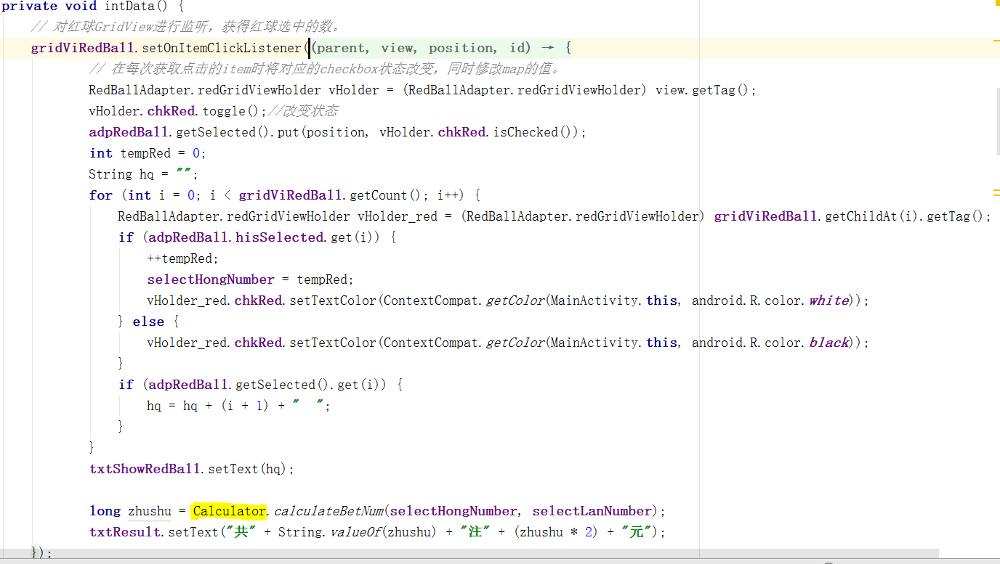 private void intData() {
// 对红球GridView进行监听，获得红球选中的数。
gridViRedBall.setOnItemClickListener((parent, view, position, id) → {
// 在每次获取点击的item时将对应的checkbox状态改变，同时修改map的值。
RedBallAdapter.redGridViewHolder vHolder = (RedBallAdapter.redGridViewHolder) view.getTag();
vHolder.chkRed.toggle();//改变状态
adpRedBall.getSelected().put(position, vHolder.chkRed.isChecked());
int tempRed = 0;
String hq = "";
for (int i = 0; i < gridViRedBall.getCount(); i++) {
RedBallAdapter.redGridViewHolder vHolder_red = (RedBallAdapter.redGridViewHolder) gridViRedBall.getChildAt(i).getTag();
if (adpRedBall.hisSelected.get(i)) {
++tempRed;
selectHongNumber = tempRed;
vHolder_red.chkRed.setTextColor(ContextCompat.getColor(MainActivity.this, android.R.color.white));
} else {
vHolder_red.chkRed.setTextColor(ContextCompat.getColor(MainActivity.this, android.R.color.black));
}
if (adpRedBall.getSelected().get(i)) {
hq = hq + (i + 1) + "  ";
}
}
txtShowRedBall.setText(hq);
long zhushu = Calculator.calculateBetNum(selectHongNumber, selectLanNumber);
txtResult.setText("共" + String.valueOf(zhushu) + "注" + (zhushu * 2) + "元");
});